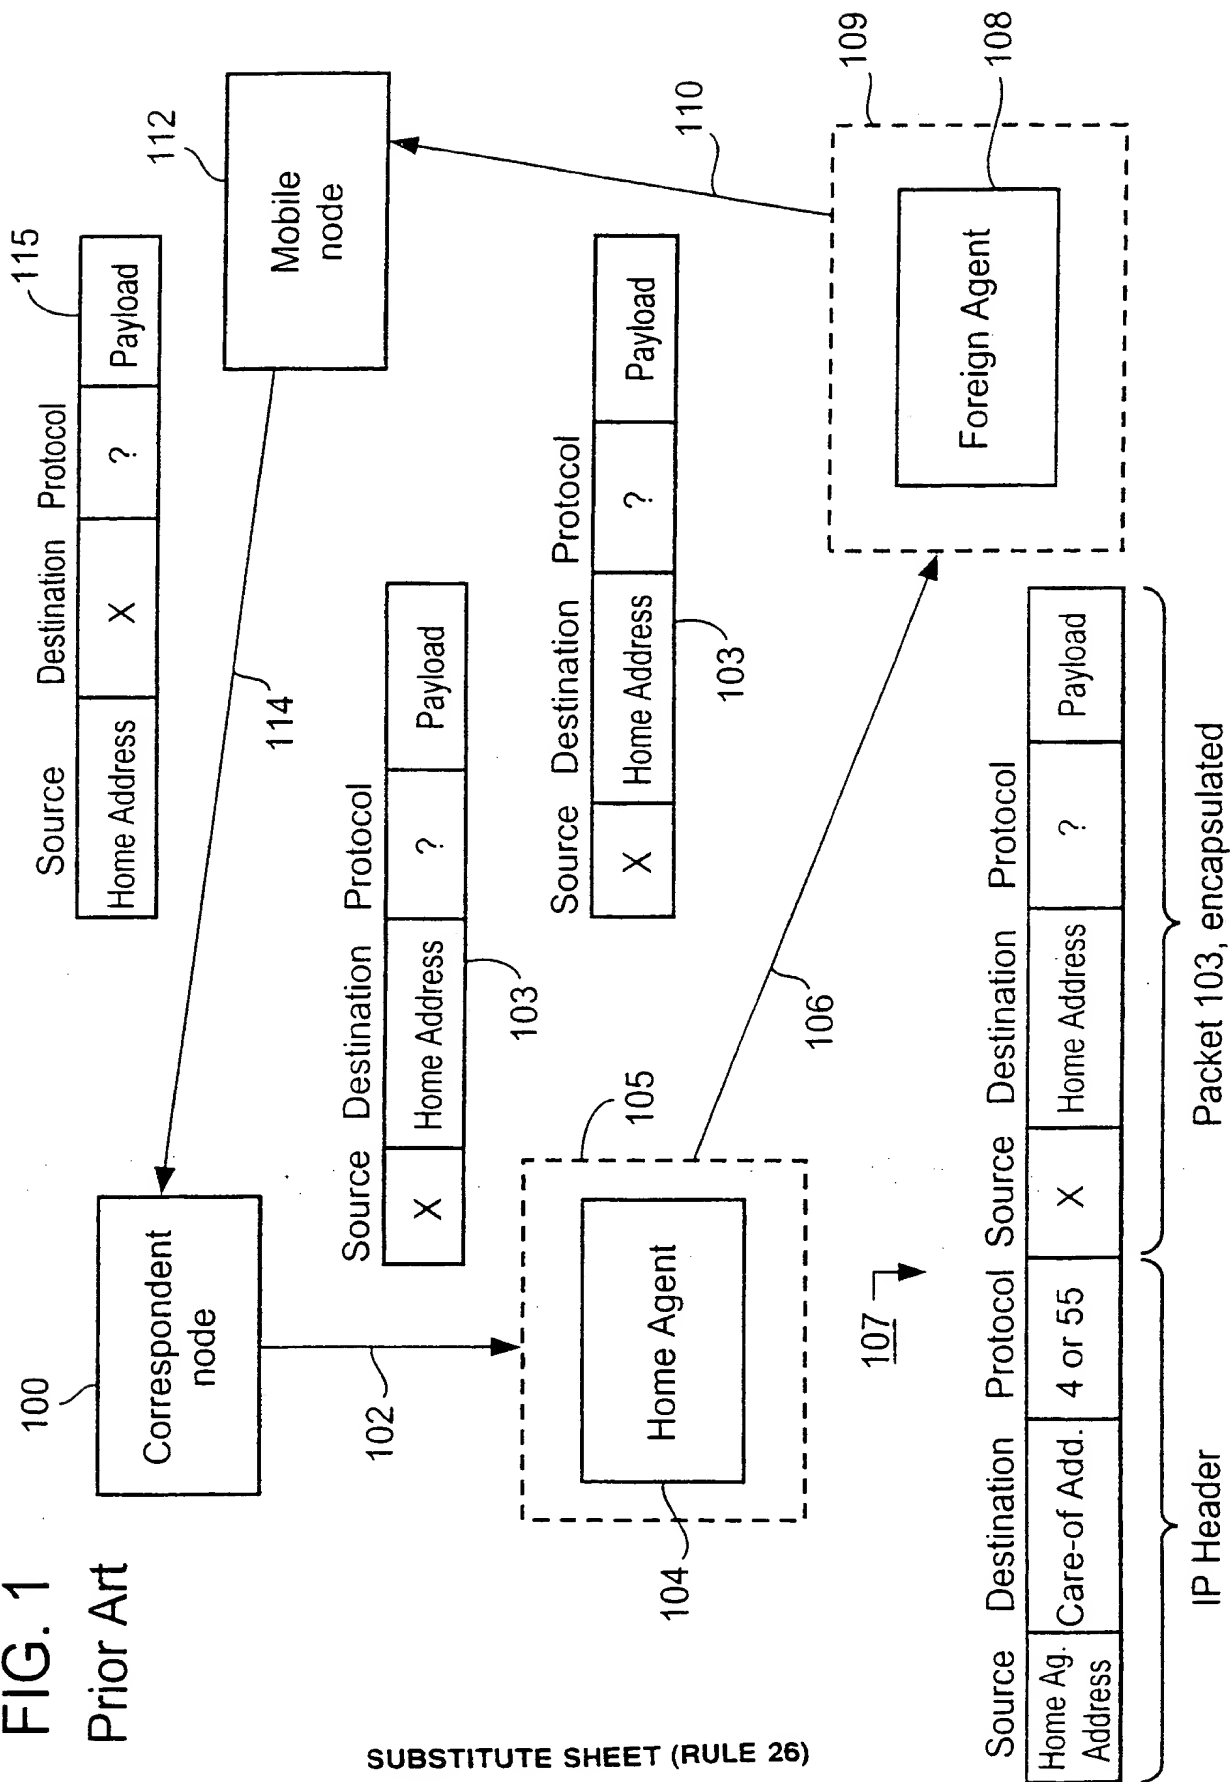 FIG. 1
Prior Art
100
Correspondent
node
102
104
Home Agent
105
106
107
Source Destination Protocol
X Home Address ? Payload
103
Source Destination Protocol
Home Address X ? Payload
115
114
112
Mobile
node
Source Destination Protocol
X Home Address ? Payload
103
110
109
108
Foreign Agent
Source Destination Protocol Source Destination Protocol
Home Ag.
Address Care-of Add. 4 or 55 X Home Address ? Payload
IP Header
Packet 103, encapsulated
SUBSTITUTE SHEET (RULE 26)